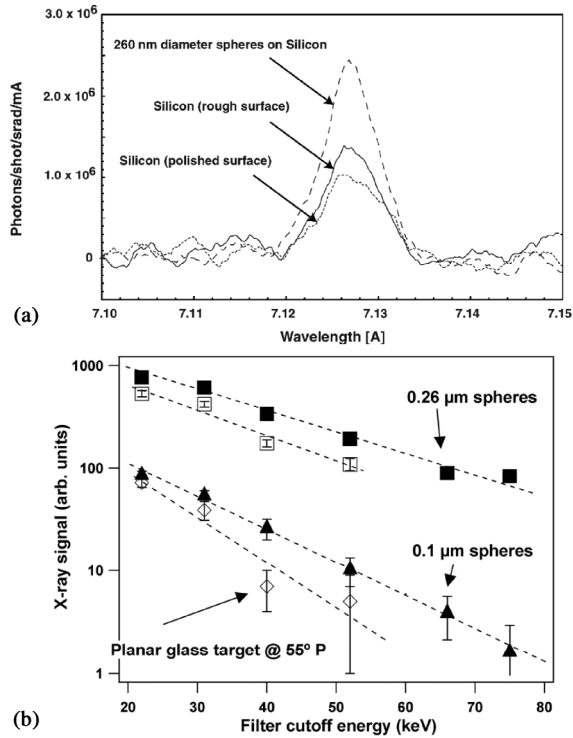 3.0 x 10⁶
2.0 x 10⁶
1.0 x 10⁶
0
Photons/shot/srad/mA
260 nm diameter spheres on Silicon
Silicon (rough surface)
Silicon (polished surface)
7.10 7.11 7.12 7.13 7.14 7.15
Wavelength [A]
(a)
1000
100
10
1
X-ray signal (arb. units)
0.26 µm spheres
0.1 µm spheres
Planar glass target @ 55º P
20 30 40 50 60 70 80
Filter cutoff energy (keV)
(b)